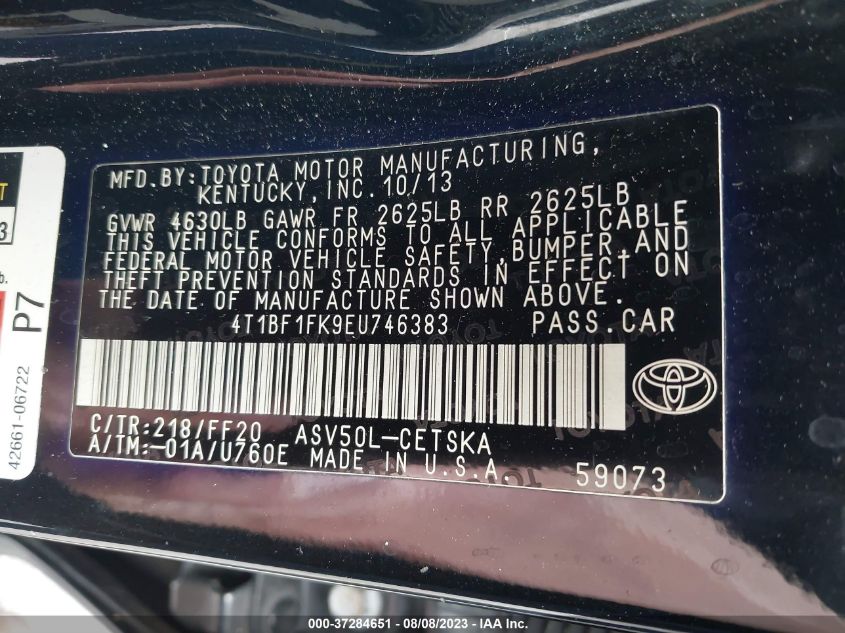 MFD.BY:TOYOTA MOTOR MANUFACTURING,
KENTUCKY,INC.10/13
GVWR 4630LB GAWR FR 2625LB RR 2625LB
THIS VEHICLE CONFORMS TO ALL APPLICABLE
FEDERAL MOTOR VEHICLE SAFETY,BUMPER,AND
THEFT PREVENTION STANDARDS IN EFFECT ON
THE DATE OF MANUFACTURE SHOWN ABOVE.
4T1BF1FK9EU746383 PASS.CAR
C/TR:218/FF20 ASV50L-CETSKA
A/TM:-01A/U760E MADE IN U.S.A. 59073
P7
42661-06722
000-37284651 - 08/08/2023 - IAA Inc.